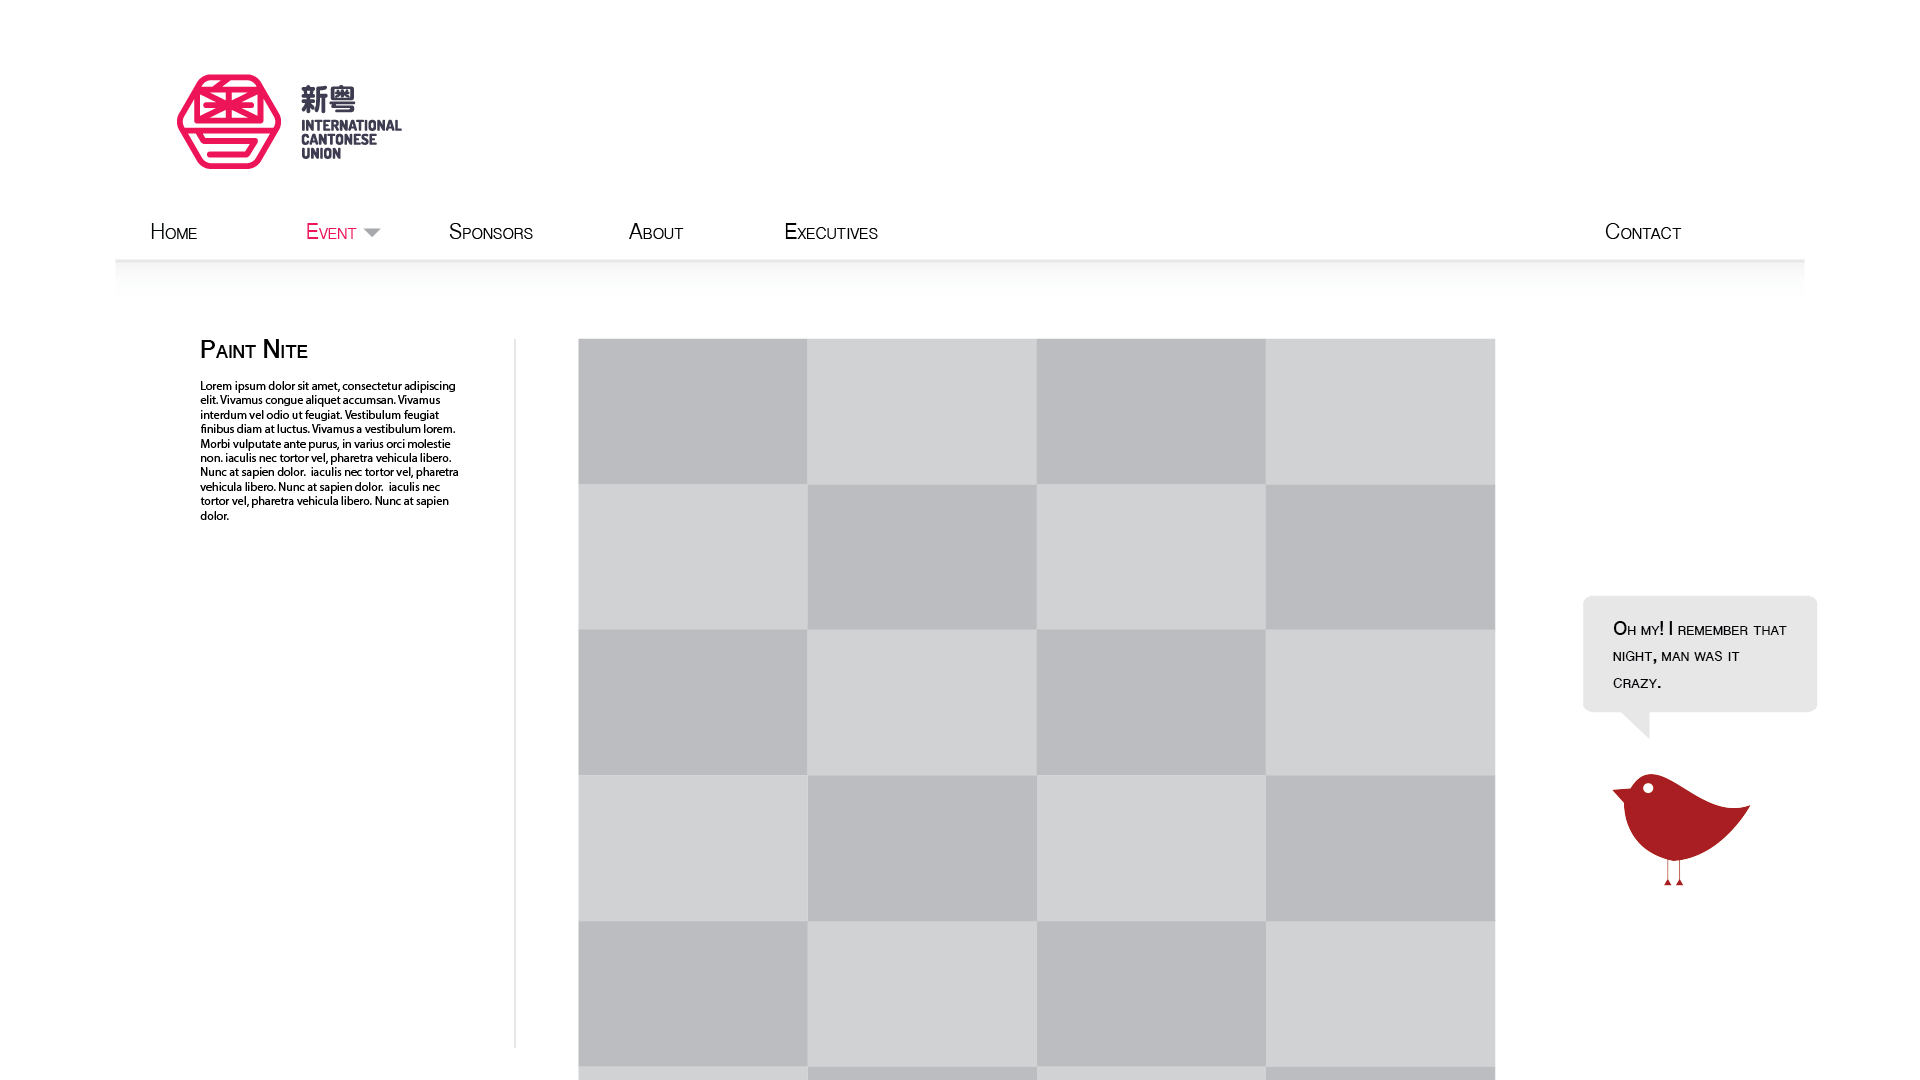 新粤
INTERNATIONAL
CANTONESE
UNION
Home Event Sponsors About Executives Contact
Paint Nite
Lorem ipsum dolor sit amet, consectetur adipiscing
elit. Vivamus congue aliquet accumsan. Vivamus
interdum vel odio ut feugiat. Vestibulum feugiat
finibus diam at luctus. Vivamus a vestibulum lorem.
Morbi vulputate ante purus, in varius orci molestie
non. iaculis nec tortor vel, pharetra vehicula libero.
Nunc at sapien dolor.  iaculis nec tortor vel, pharetra
vehicula libero. Nunc at sapien dolor.  iaculis nec
tortor vel, pharetra vehicula libero. Nunc at sapien
dolor.
Oh my! I remember that
night, man was it
crazy.